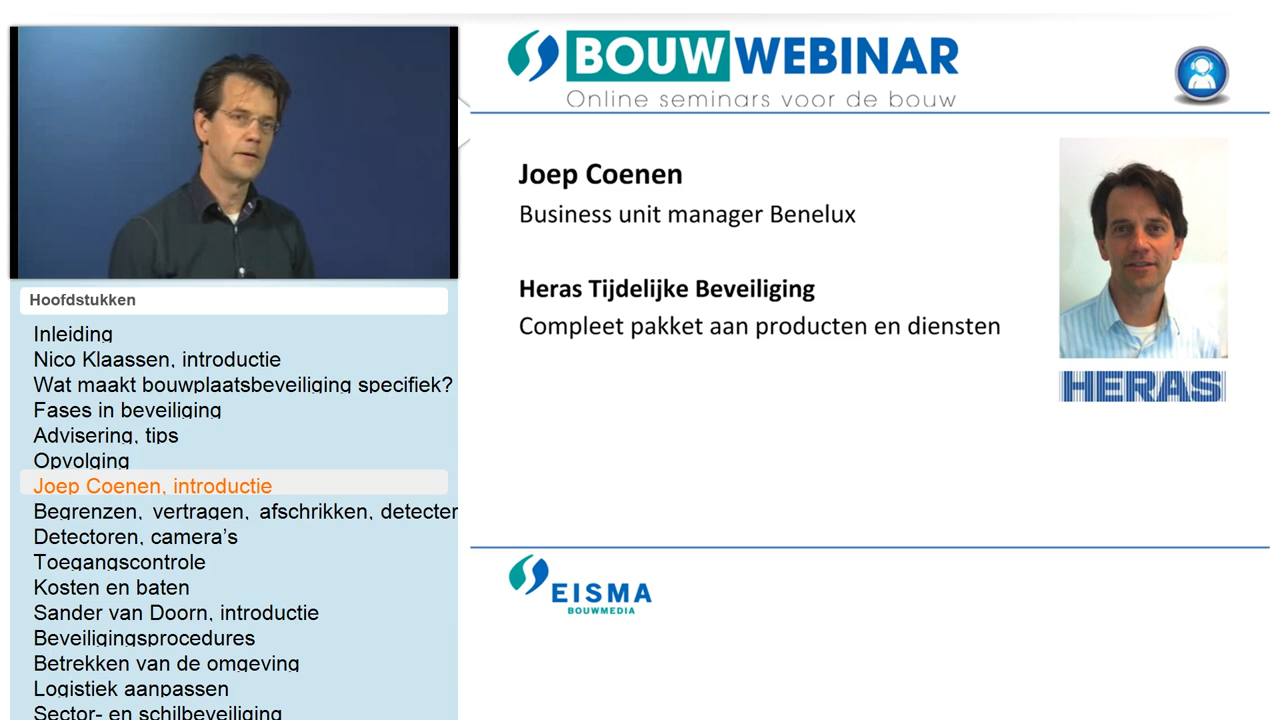 Hoofdstukken
Inleiding
Nico Klaassen, introductie
Wat maakt bouwplaatsbeveiliging specifiek?
Fases in beveiliging
Advisering, tips
Opvolging
Joep Coenen, introductie
Begrenzen, vertragen, afschrikken, detecter
Detectoren, camera's
Toegangscontrole
Kosten en baten
Sander van Doorn, introductie
Beveiligingsprocedures
Betrekken van de omgeving
Logistiek aanpassen
Sector- en schilbeveiliging
BOUWWEBINAR
Online seminars voor de bouw
Joep Coenen
Business unit manager Benelux
Heras Tijdelijke Beveiliging
Compleet pakket aan producten en diensten
HERAS
EISMA
BOUWMEDIA